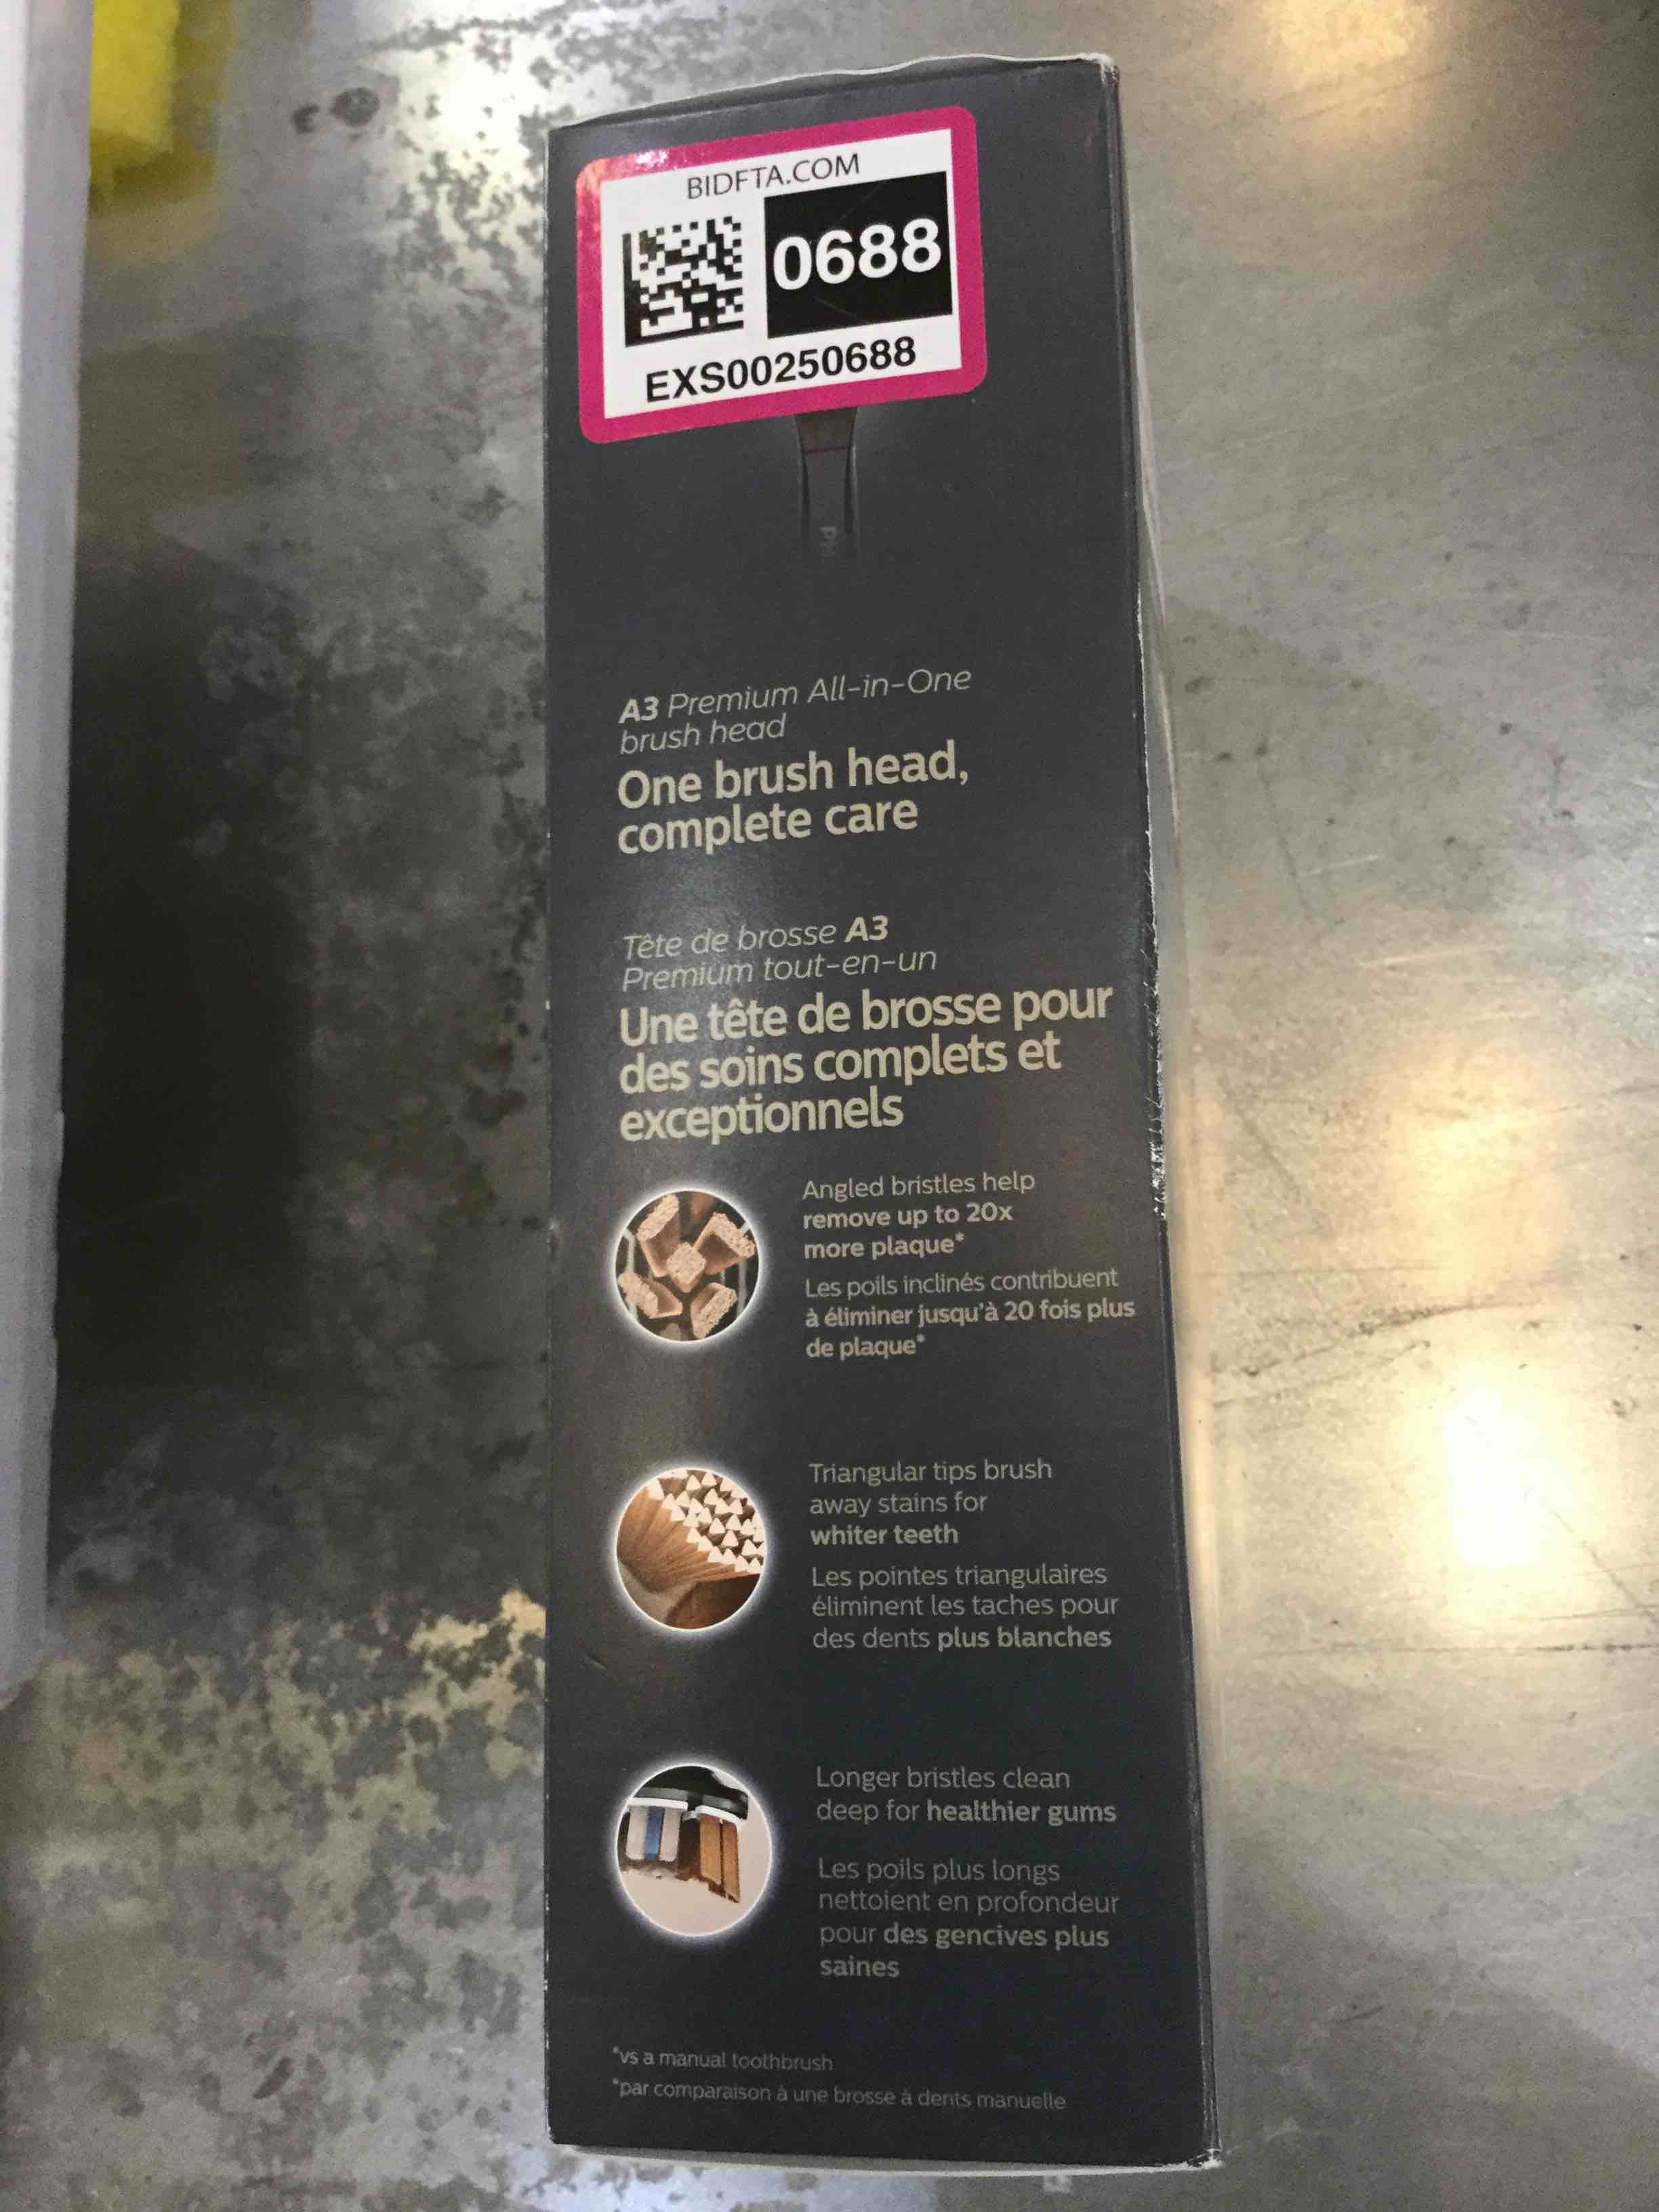 BIDFTA.COM
0688
EXS00250688
A3 Premium All-in-One
brush head
One brush head,
complete care
Tête de brosse A3
Premium tout-en-un
Une tête de brosse pour
des soins complets et
exceptionnels
Angled bristles help
remove up to 20x
more plaque*
Les poils inclinés contribuent
à éliminer jusqu'à 20 fois plus
de plaque*
Triangular tips brush
away stains for
whiter teeth
Les pointes triangulaires
éliminent les taches pour
des dents plus blanches
Longer bristles clean
deep for healthier gums
Les poils plus longs
nettoient en profondeur
pour des gencives plus
saines
*vs a manual toothbrush
*par comparaison à une brosse à dents manuelle